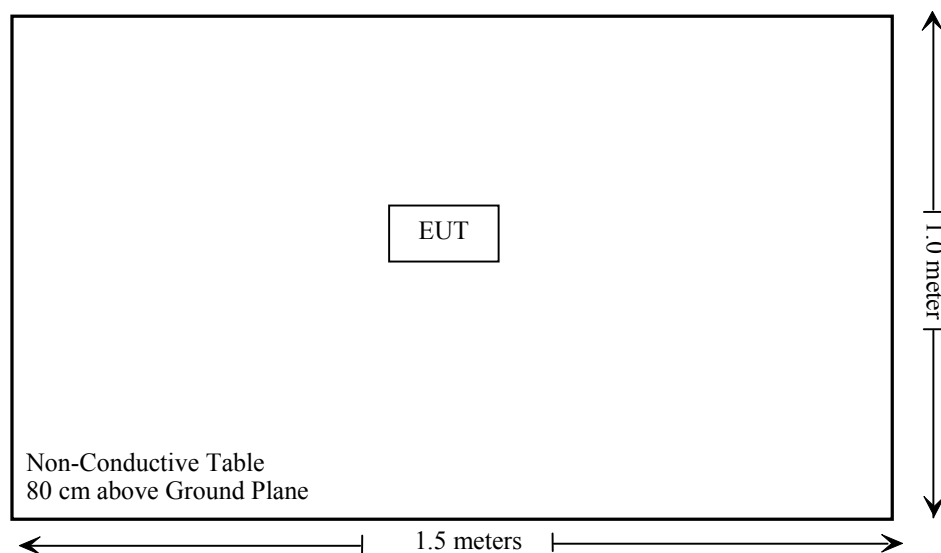 EUT
1.0 meter
Non-Conductive Table
80 cm above Ground Plane
1.5 meters